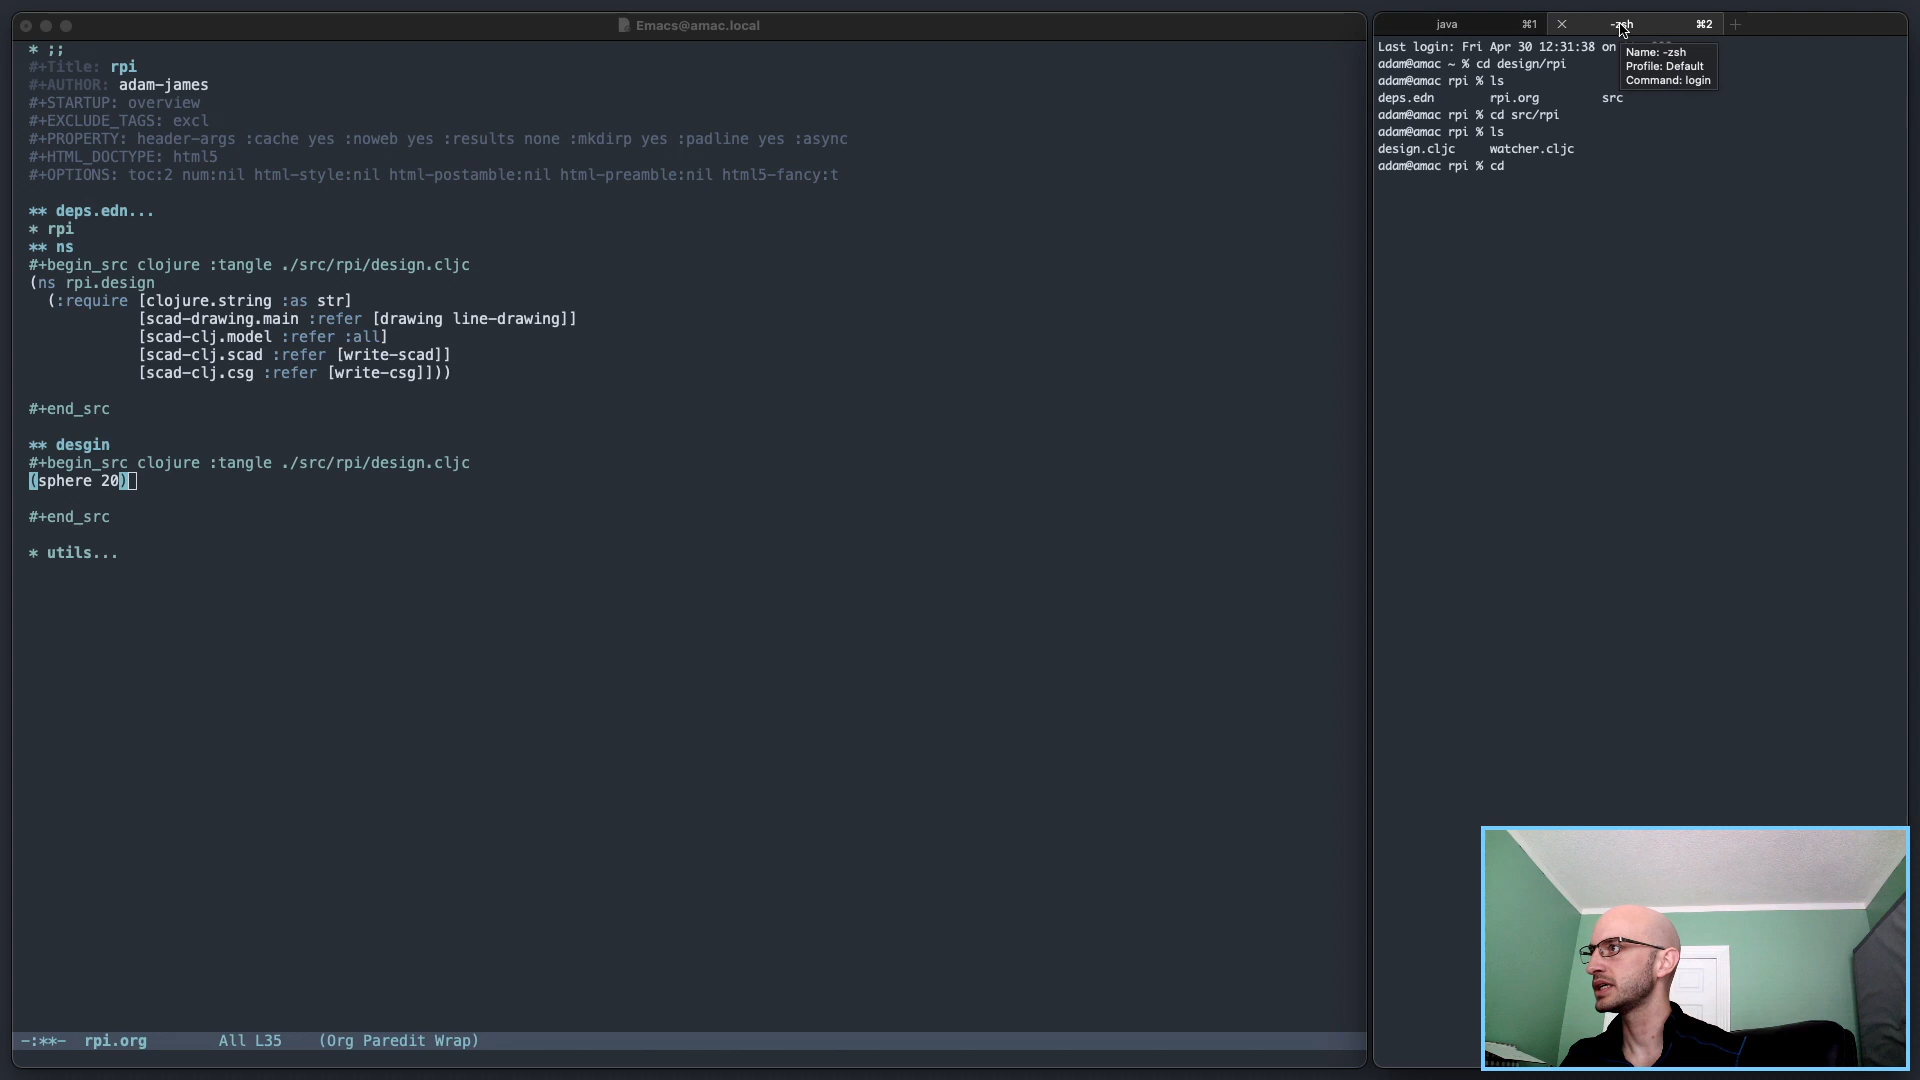 Emacs@amac.local
* ;;
#+Title: rpi
#+AUTHOR: adam-james
#+STARTUP: overview
#+EXCLUDE_TAGS: excl
#+PROPERTY: header-args :cache yes :noweb yes :results none :mkdirp yes :padline yes :async
#+HTML_DOCTYPE: html5
#+OPTIONS: toc:2 num:nil html-style:nil html-postamble:nil html-preamble:nil html5-fancy:t
** deps.edn...
* rpi
** ns
#+begin_src clojure :tangle ./src/rpi/design.cljc
(ns rpi.design
(:require [clojure.string :as str]
[scad-drawing.main :refer [drawing line-drawing]]
[scad-clj.model :refer :all]
[scad-clj.scad :refer [write-scad]]
[scad-clj.csg :refer [write-csg]]))
#+end_src
** desgin
#+begin_src clojure :tangle ./src/rpi/design.cljc
(sphere 20)
#+end_src
* utils...
-:**- rpi.org All L35 (Org Paredit Wrap)
java ⌘1 -zsh ⌘2
Last login: Fri Apr 30 12:31:38 on
adam@amac ~ % cd design/rpi
adam@amac rpi % ls
deps.edn rpi.org src
adam@amac rpi % cd src/rpi
adam@amac rpi % ls
design.cljc watcher.cljc
adam@amac rpi % cd
Name: -zsh
Profile: Default
Command: login